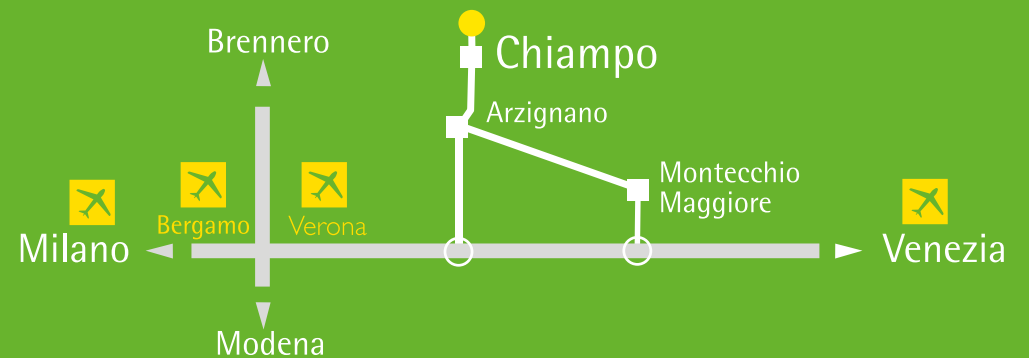 Brennero
Chiampo
Arzignano
Montecchio
Maggiore
Bergamo
Verona
Milano
Venezia
Modena